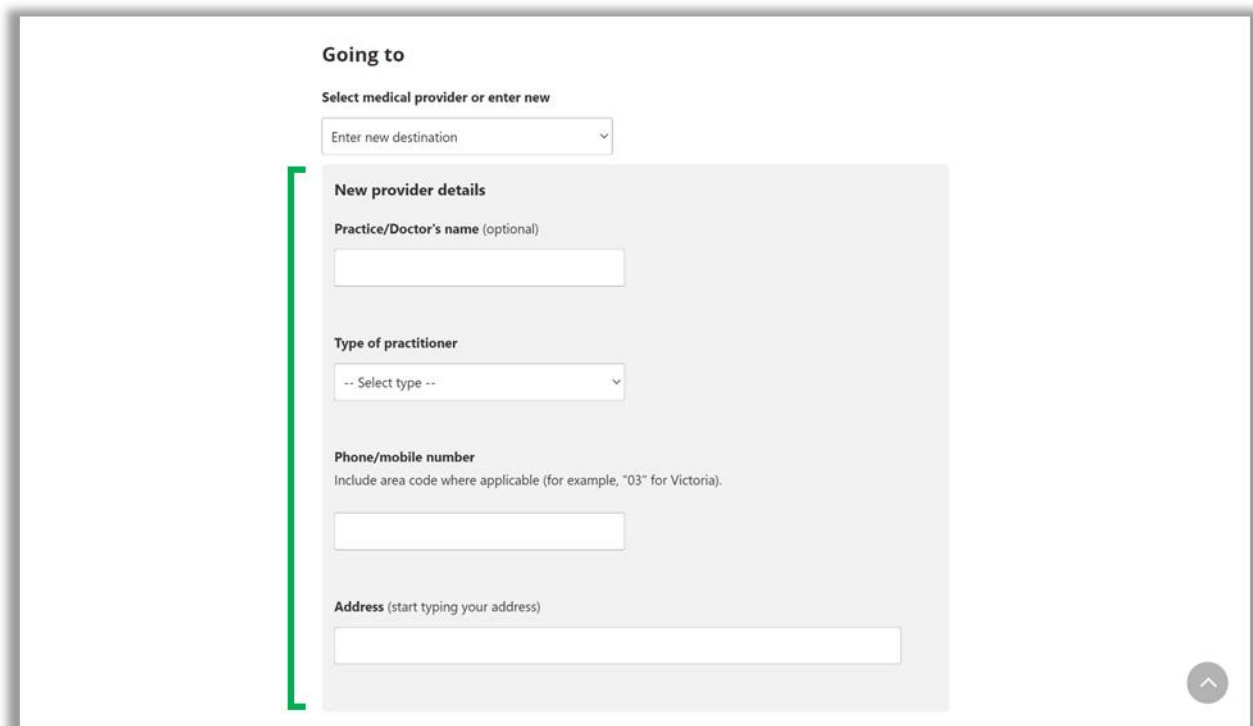 Going to
Select medical provider or enter new
Enter new destination
New provider details
Practice/Doctor's name (optional)
Type of practitioner
-- Select type --
Phone/mobile number
Include area code where applicable (for example, "03" for Victoria).
Address (start typing your address)